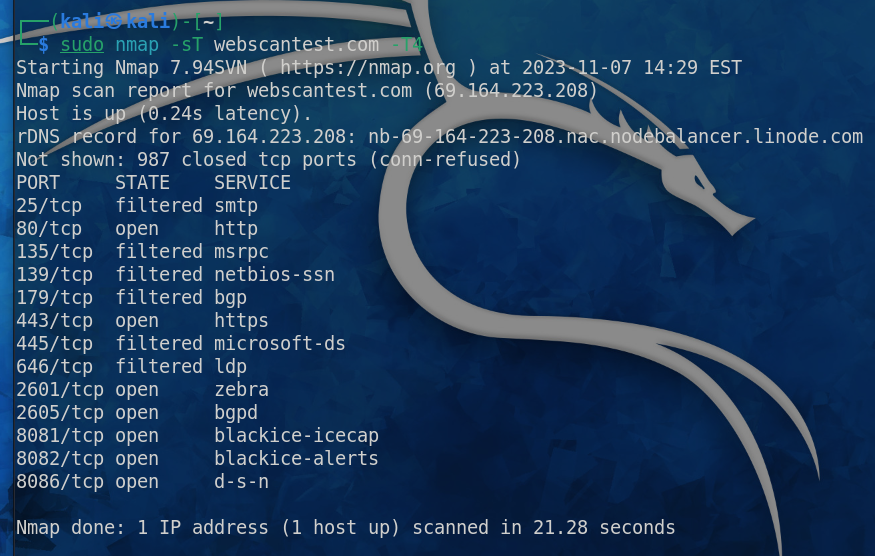 ┌──(kali㉿kali)-[~]
└─$ sudo nmap -sT webscantest.com -T4
Starting Nmap 7.94SVN ( https://nmap.org ) at 2023-11-07 14:29 EST
Nmap scan report for webscantest.com (69.164.223.208)
Host is up (0.24s latency).
rDNS record for 69.164.223.208: nb-69-164-223-208.nac.nodebalancer.linode.com
Not shown: 987 closed tcp ports (conn-refused)
PORT     STATE    SERVICE
25/tcp   filtered smtp
80/tcp   open     http
135/tcp  filtered msrpc
139/tcp  filtered netbios-ssn
179/tcp  filtered bgp
443/tcp  open     https
445/tcp  filtered microsoft-ds
646/tcp  filtered ldp
2601/tcp open     zebra
2605/tcp open     bgpd
8081/tcp open     blackice-icecap
8082/tcp open     blackice-alerts
8086/tcp open     d-s-n
Nmap done: 1 IP address (1 host up) scanned in 21.28 seconds